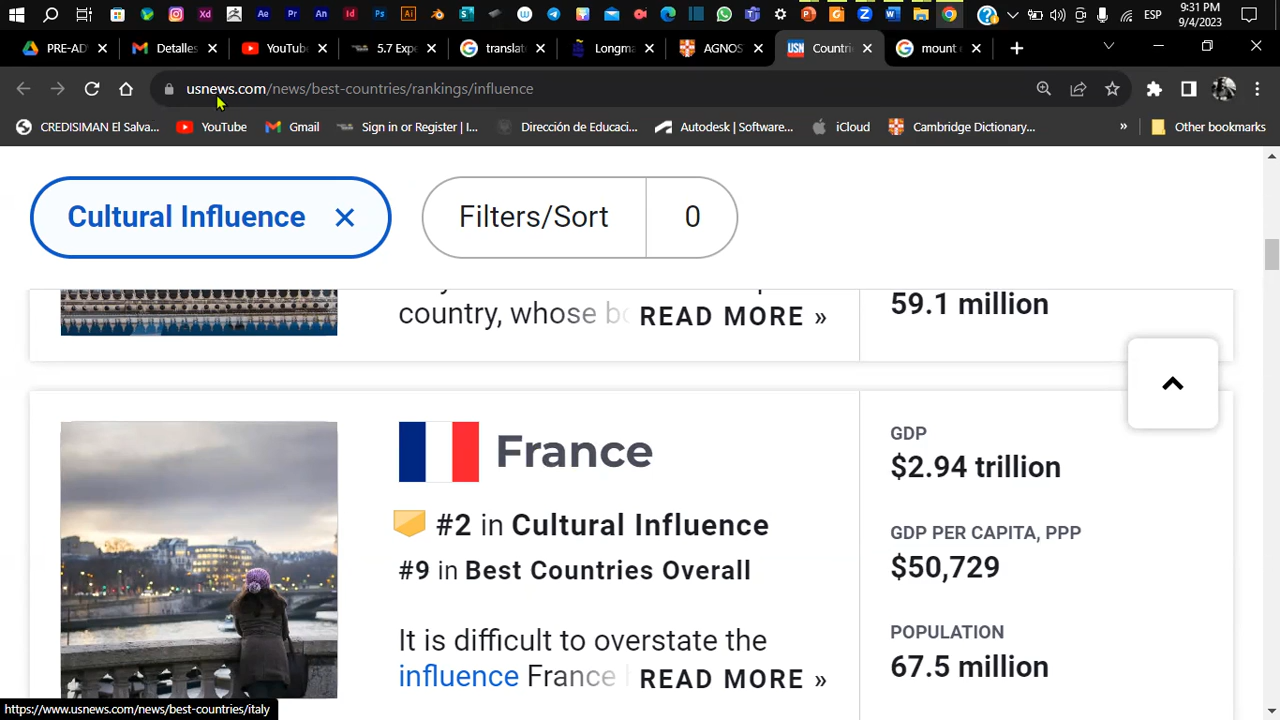 9:31 PM
ESP
9/4/2023
PRE-AD
Detalles
YouTube
5.7 Exp
translat
Longm
AGNOS
USN
Countri
mount
usnews.com/news/best-countries/rankings/influence
CREDISIMAN El Salva...
YouTube
Gmail
Sign in or Register | I...
Dirección de Educaci...
Autodesk | Software...
iCloud
Cambridge Dictionary...
»
Other bookmarks
Cultural Influence ×
Filters/Sort 0
country, whose READ MORE »
59.1 million
France
#2 in Cultural Influence
#9 in Best Countries Overall
It is difficult to overstate the
influence France READ MORE »
GDP
$2.94 trillion
GDP PER CAPITA, PPP
$50,729
POPULATION
67.5 million
https://www.usnews.com/news/best-countries/italy